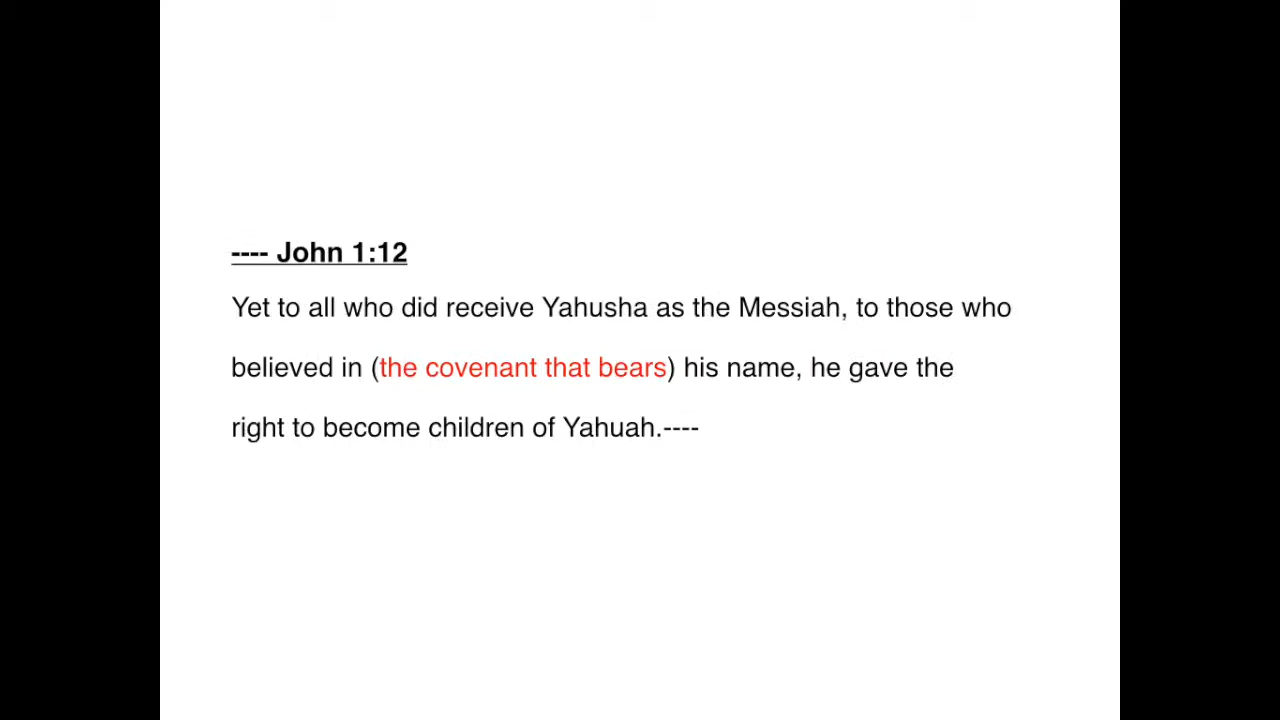 ---- John 1:12
Yet to all who did receive Yahusha as the Messiah, to those who
believed in (the covenant that bears) his name, he gave the
right to become children of Yahuah.----